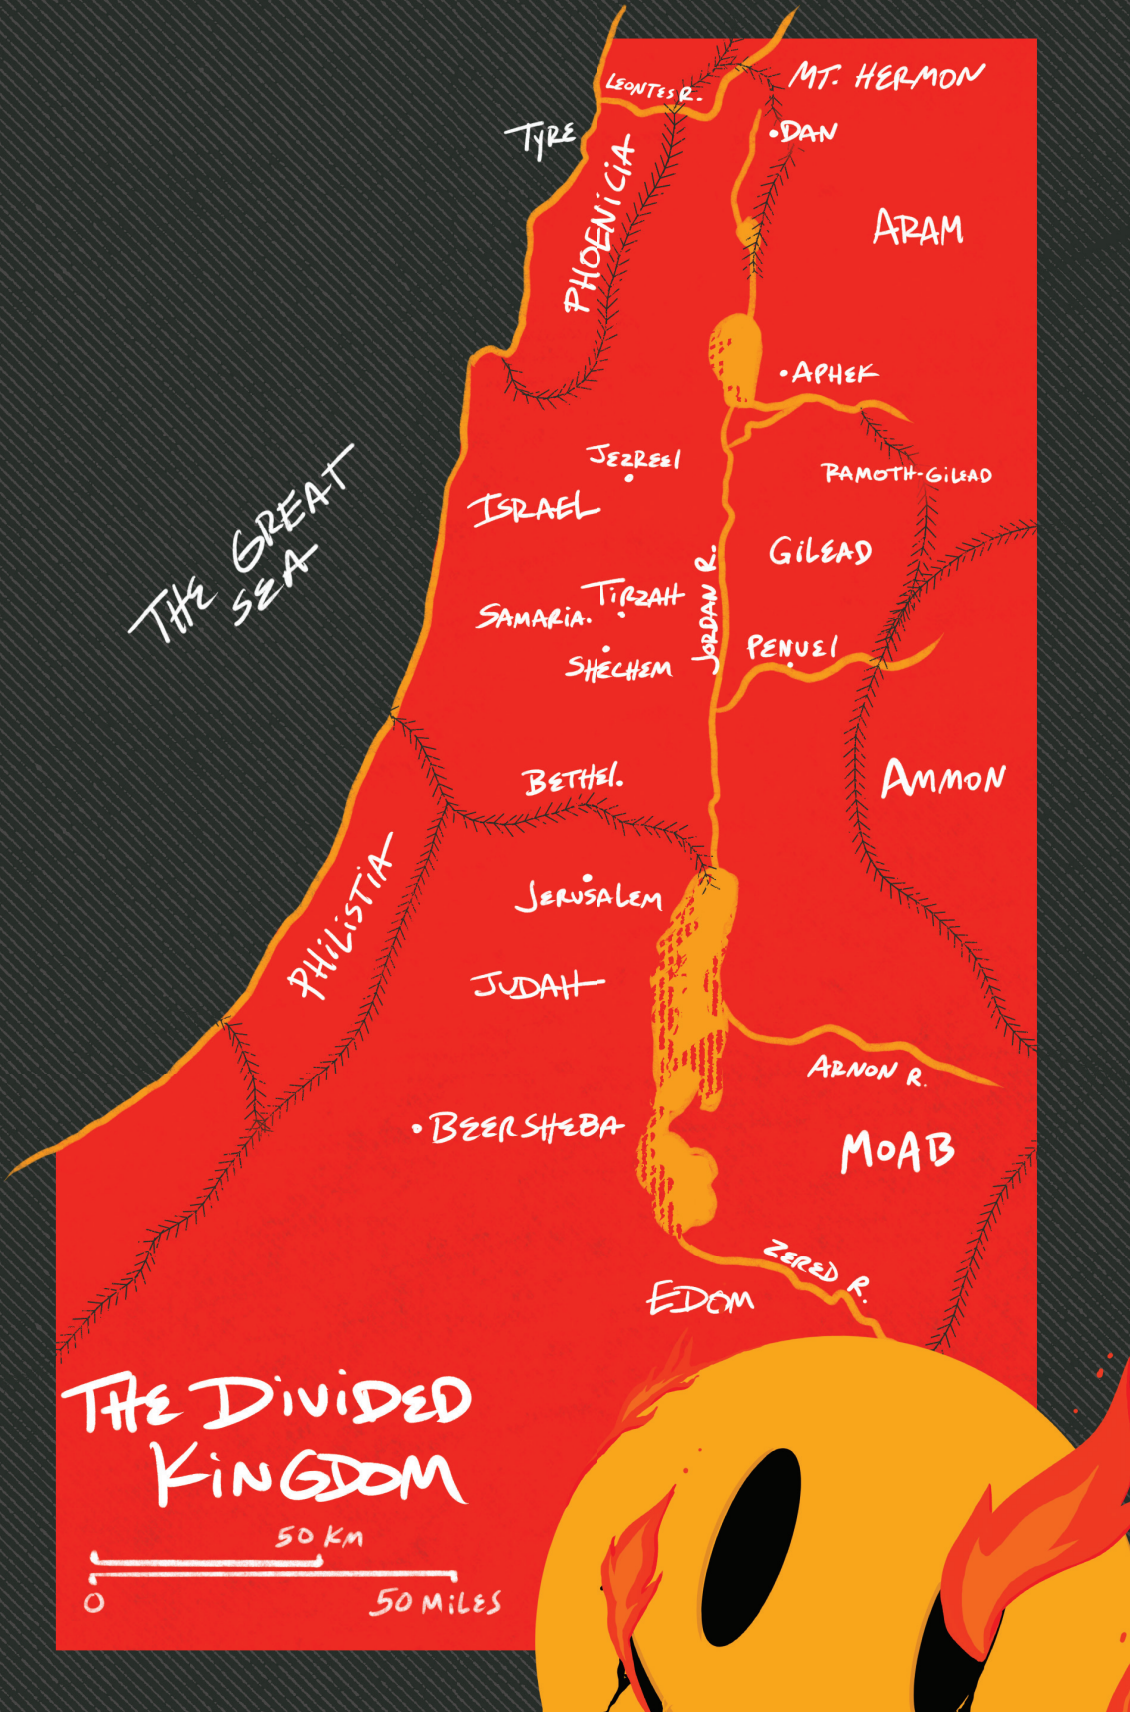 LEONTES R.
MT. HERMON
TYRE
DAN
PHOENICIA
ARAM
APHEK
JEZREEL
RAMOTH-GILEAD
ISRAEL
THE GREAT
SEA
GILEAD
TIRZAH
SAMARIA
JORDAN R.
PENUEL
SHECHEM
BETHEL
AMMON
PHILISTIA
JERUSALEM
JUDAH
ARNON R.
BEERSHEBA
MOAB
ZERED R.
EDOM
THE DIVIDED
KINGDOM
50 KM
0
50 MILES